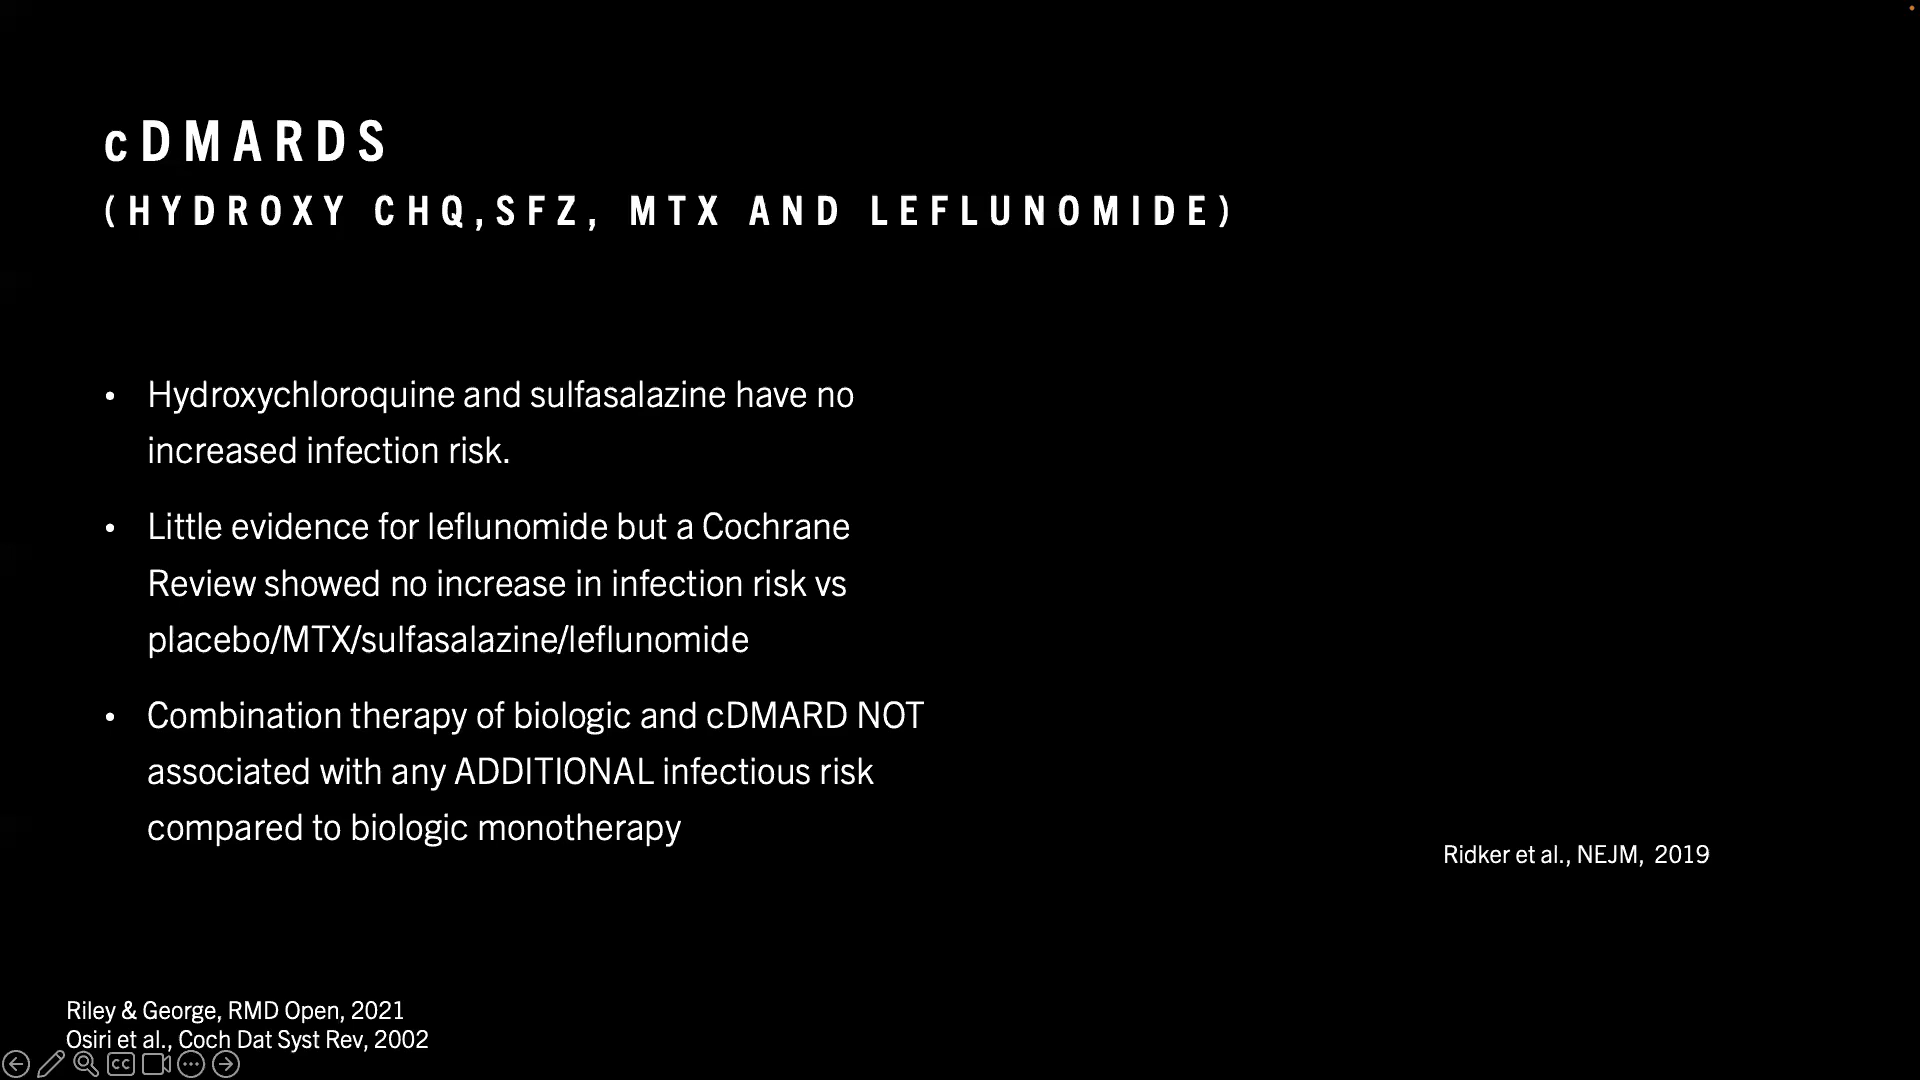 cDMARDS
(HYDROXY CHQ,SFZ, MTX AND LEFLUNOMIDE)
• Hydroxychloroquine and sulfasalazine have no
increased infection risk.
• Little evidence for leflunomide but a Cochrane
Review showed no increase in infection risk vs
placebo/MTX/sulfasalazine/leflunomide
• Combination therapy of biologic and cDMARD NOT
associated with any ADDITIONAL infectious risk
compared to biologic monotherapy
Ridker et al., NEJM, 2019
Riley & George, RMD Open, 2021
Osiri et al., Coch Dat Syst Rev, 2002
CC